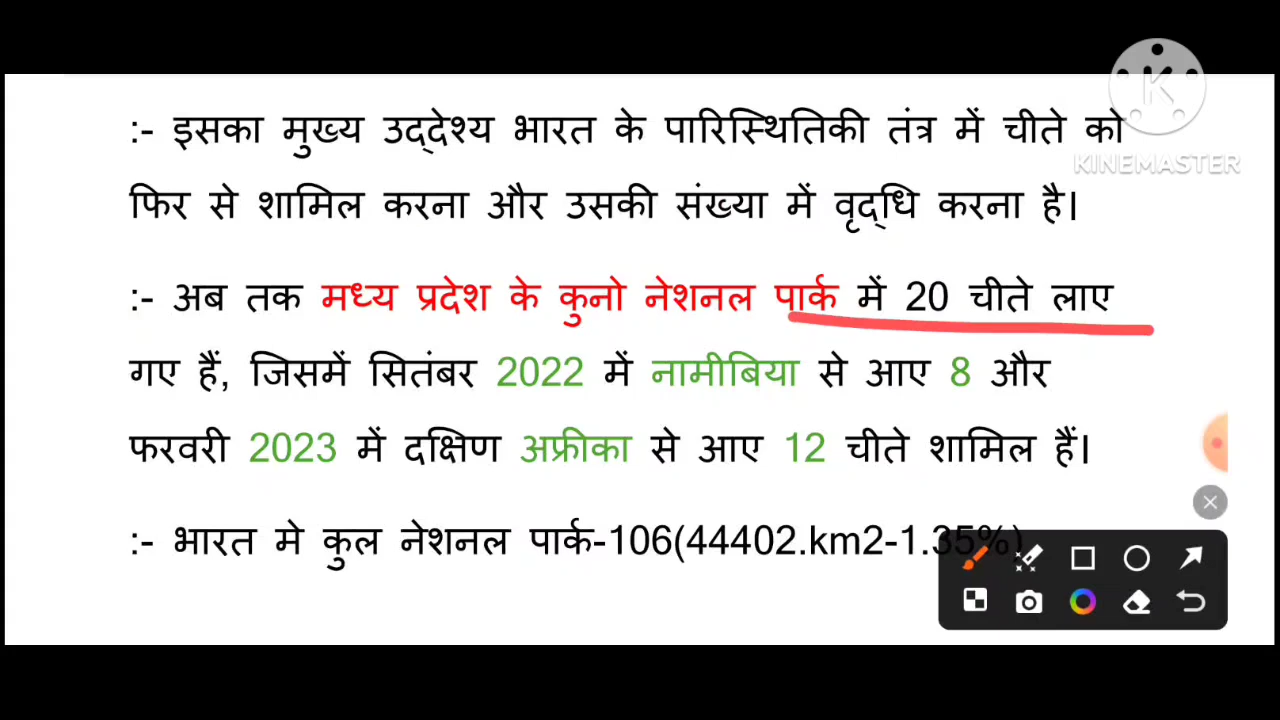 KINEMASTER
:- इसका मुख्य उद्‌देश्य भारत के पारिस्थितिकी तंत्र में चीते को
फिर से शामिल करना और उसकी संख्या में वृद्‌धि करना है।
:- अब तक मध्य प्रदेश के कुनो नेशनल पार्क में 20 चीते लाए
गए हैं, जिसमें सितंबर 2022 में नामीबिया से आए 8 और
फरवरी 2023 में दक्षिण अफ्रीका से आए 12 चीते शामिल हैं।
:- भारत मे कुल नेशनल पार्क-106(44402.km2-1.35%)